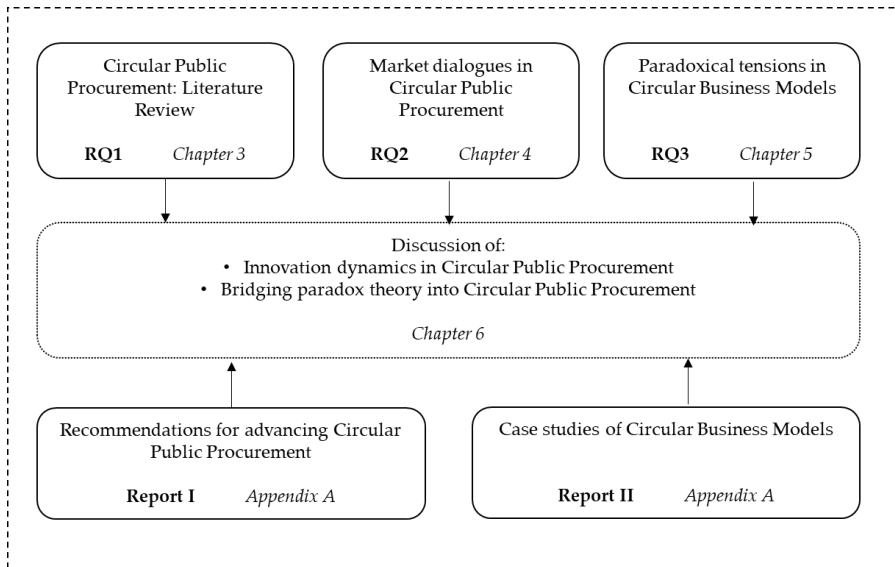 Circular Public
Procurement: Literature
Review
RQ1 Chapter 3
Market dialogues in
Circular Public
Procurement
RQ2 Chapter 4
Paradoxical tensions in
Circular Business Models
RQ3 Chapter 5
Discussion of:
• Innovation dynamics in Circular Public Procurement
• Bridging paradox theory into Circular Public Procurement
Chapter 6
Recommendations for advancing Circular
Public Procurement
Report I Appendix A
Case studies of Circular Business Models
Report II Appendix A